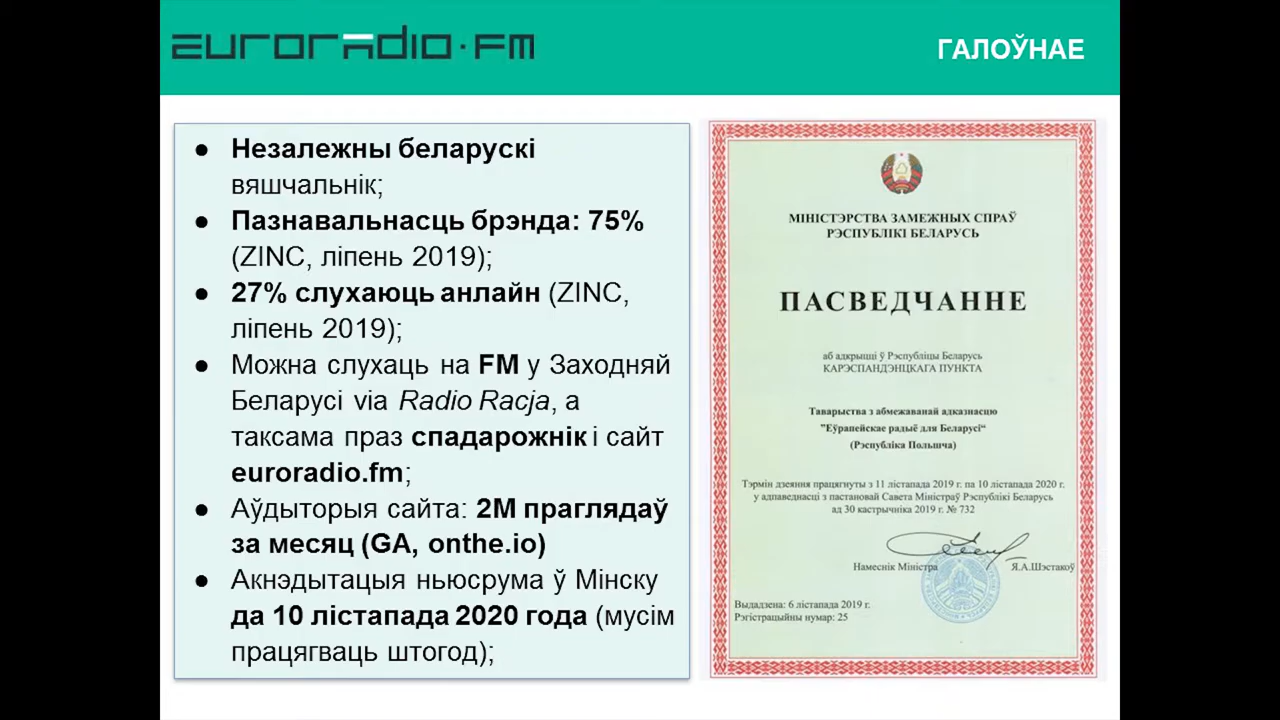 euroradio·FM
ГАЛОЎНАЕ
● Незалежны беларускі
вяшчальнік;
● Пазнавальнасць брэнда: 75%
(ZINC, ліпень 2019);
● 27% слухаюць анлайн (ZINC,
ліпень 2019);
● Можна слухаць на FM у Заходняй
Беларусі via Radio Racja, а
таксама праз спадарожнік і сайт
euroradio.fm;
● Аўдыторыя сайта: 2М праглядаў
за месяц (GA, onthe.io)
● Акнэдытацыя ньюсрума ў Мінску
да 10 лістапада 2020 года (мусім
працягваць штогод);
МІНІСТЭРСТВА ЗАМЕЖНЫХ СПРАЎ
РЭСПУБЛІКІ БЕЛАРУСЬ
ПАСВЕДЧАННЕ
аб адкрыцці ў Рэспубліцы Беларусь
КАРЭСПАНДЭНЦКАГА ПУНКТА
Таварыства з абмежаванай адказнасцю
"Еўрапейскае радыё для Беларусі“
(Рэспубліка Польшча)
Тэрмін дзеяння працягнуты з 11 лістапада 2019 г. па 10 лістапада 2020 г.
у адпаведнасці з пастановай Савета Міністраў Рэспублікі Беларусь
ад 30 кастрычніка 2019 г. № 732
Намеснік Міністра Я.А.Шэстакоў
Выдадзена: 6 лістапада 2019 г.
Рэгістрацыйны нумар: 25